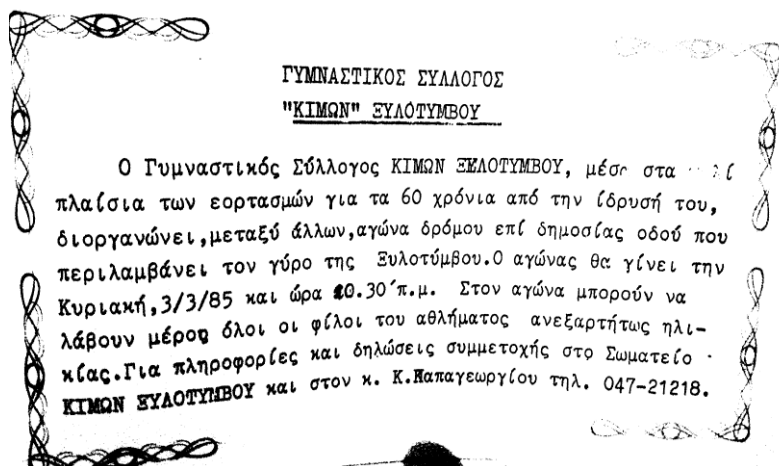 ΓΥΜΝΑΣΤΙΚΟΣ ΣΥΛΛΟΓΟΣ
"ΚΙΜΩΝ" ΞΥΛΟΤΥΜΒΟΥ
Ο Γυμναστικός Σύλλογος ΚΙΜΩΝ ΞΥΛΟΤΥΜΒΟΥ, μέσα στα
πλαίσια των εορτασμών για τα 60 χρόνια από την ίδρυσή του,
διοργανώνει,μεταξύ άλλων,αγώνα δρόμου επί δημοσίας οδού που
περιλαμβάνει τον γύρο της Ξυλοτύμβου.Ο αγώνας θα γίνει την
Κυριακή,3/3/85 και ώρα 10.30΄π.μ. Στον αγώνα μπορούν να
λάβουν μέρος όλοι οι φίλοι του αθλήματος ανεξαρτήτως ηλι-
κίας.Για πληροφορίες και δηλώσεις συμμετοχής στο Σωματείο
ΚΙΜΩΝ ΞΥΛΟΤΥΜΒΟΥ και στον κ. Κ.Παπαγεωργίου τηλ. 047-21218.